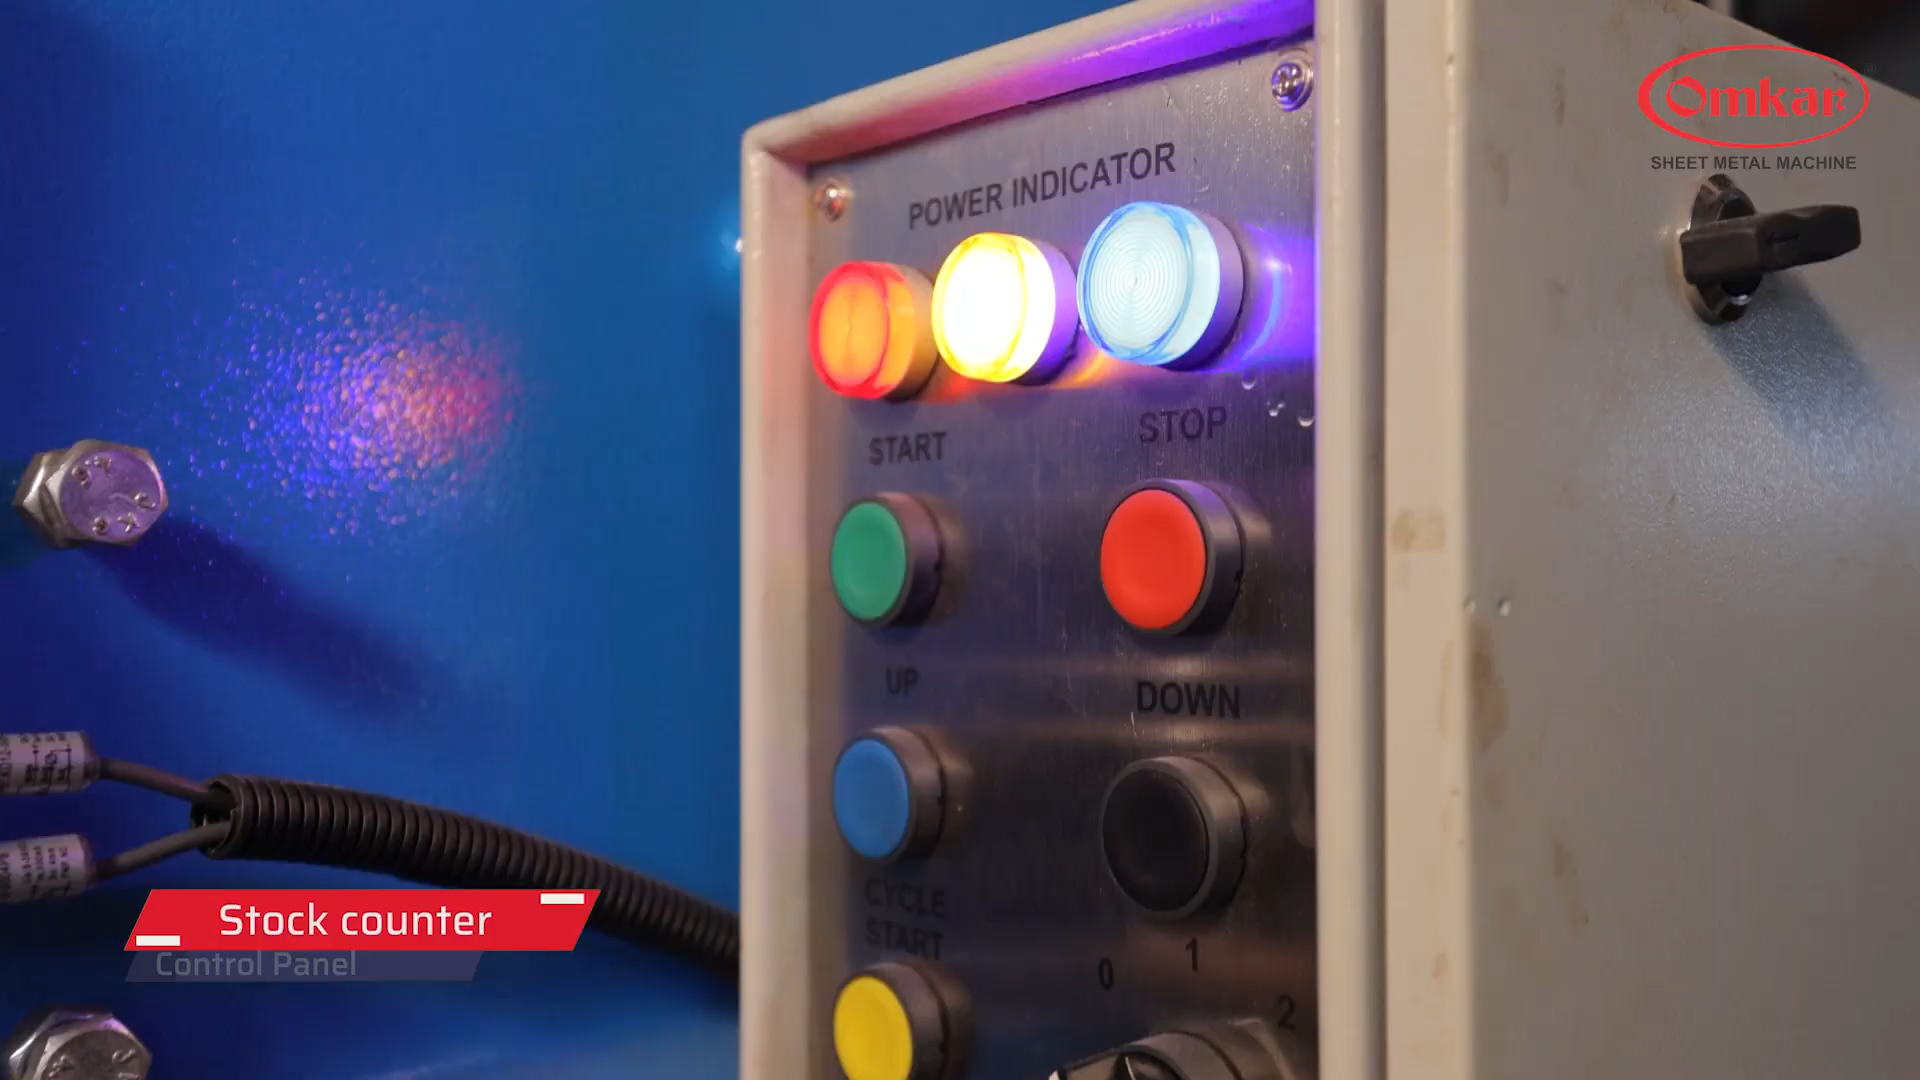 Omkar
SHEET METAL MACHINE
POWER INDICATOR
START
STOP
UP
DOWN
CYCLE
START
0
1
2
Stock counter
Control Panel